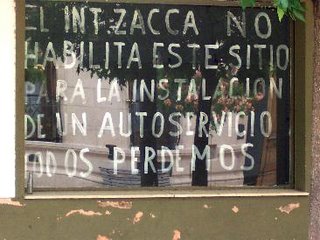 EL INT. ZACCA NO
HABILITA ESTE SITIO
PARA LA INSTALACION
DE UN AUTOSERVICIO
TODOS PERDEMOS